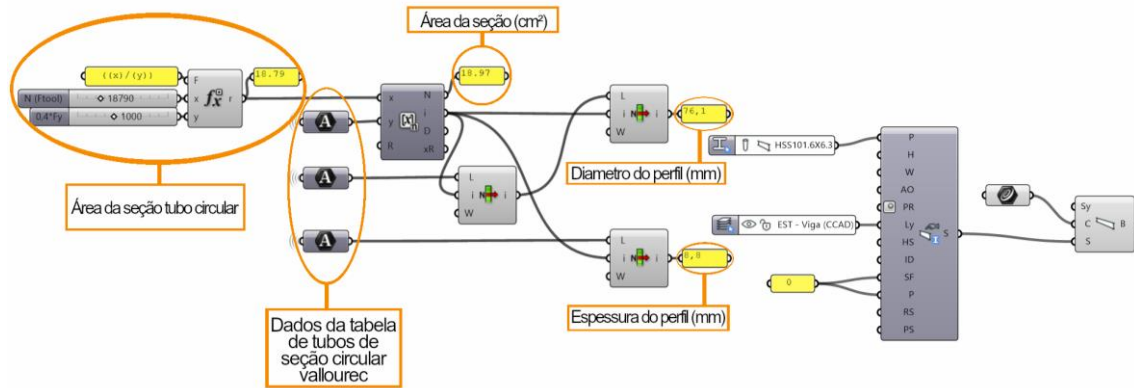 Área da seção (cm²)
((x)/(y))
F
x
y
r
18.79
N (Ftool)
18790
0,4*Fy
1000
Área da seção tubo circular
A
A
A
Dados da tabela
de tubos de
seção circular
vallourec
x
y
R
N
i
D
xR
18.97
L
i
W
N
i
L
i
W
N
i
76,1
Diametro do perfil (mm)
L
i
W
N
i
8,8
Espessura do perfil (mm)
HSS101.6X6.3
EST - Viga (CCAD)
0
P
H
W
AO
PR
Ly
HS
ID
SF
P
RS
PS
S
Sy
C
S
B